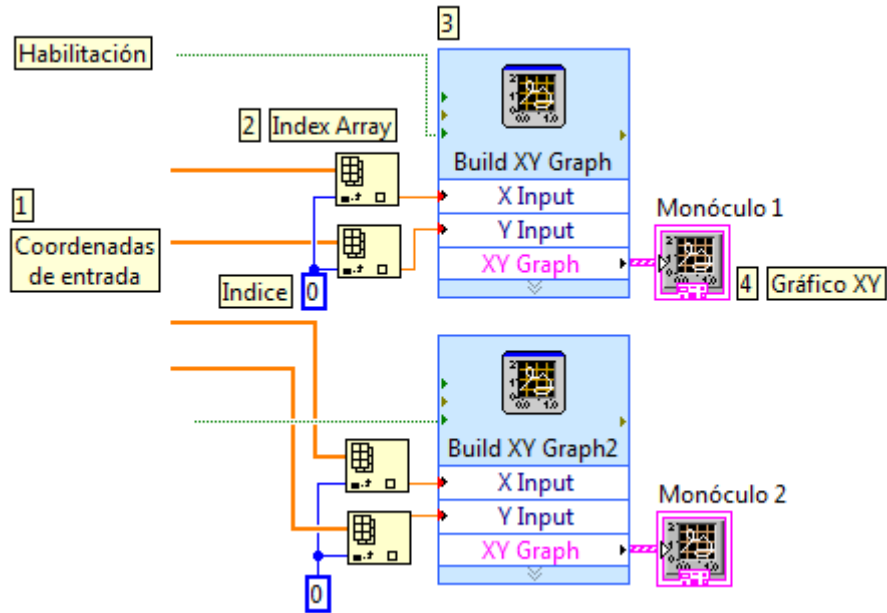 3
Habilitación
2 Index Array
Build XY Graph
X Input
Y Input
XY Graph
1
Coordenadas
de entrada
Indice 0
Monóculo 1
4 Gráfico XY
Build XY Graph2
X Input
Y Input
XY Graph
0
Monóculo 2